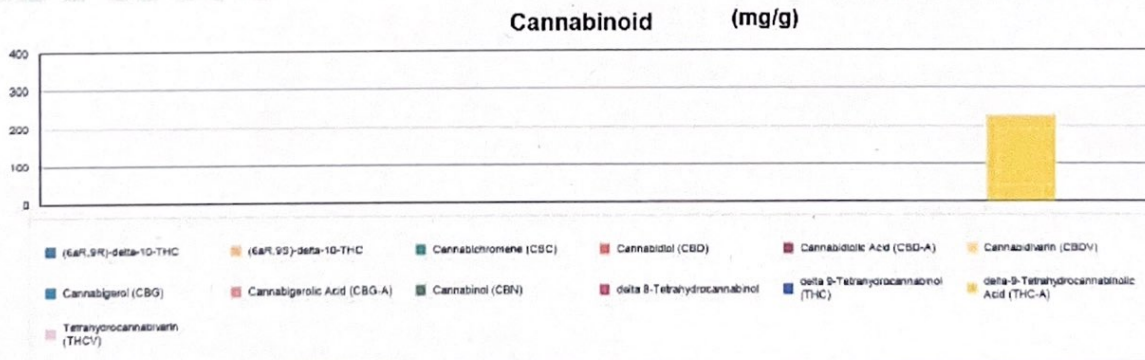 Cannabinoid (mg/g)
400
300
200
100
0
(6aR,9R)-delta-10-THC
(6aR,9S)-delta-10-THC
Cannabichromene (CBC)
Cannabidiol (CBD)
Cannabidiolic Acid (CBD-A)
Cannabidivarin (CBDV)
Cannabigerol (CBG)
Cannabigerolic Acid (CBG-A)
Cannabinol (CBN)
delta 8-Tetrahydrocannabinol
delta 9-Tetrahydrocannabinol
(THC)
delta-9-Tetrahydrocannabinolic
Acid (THC-A)
Tetrahydrocannabivarin
(THCV)